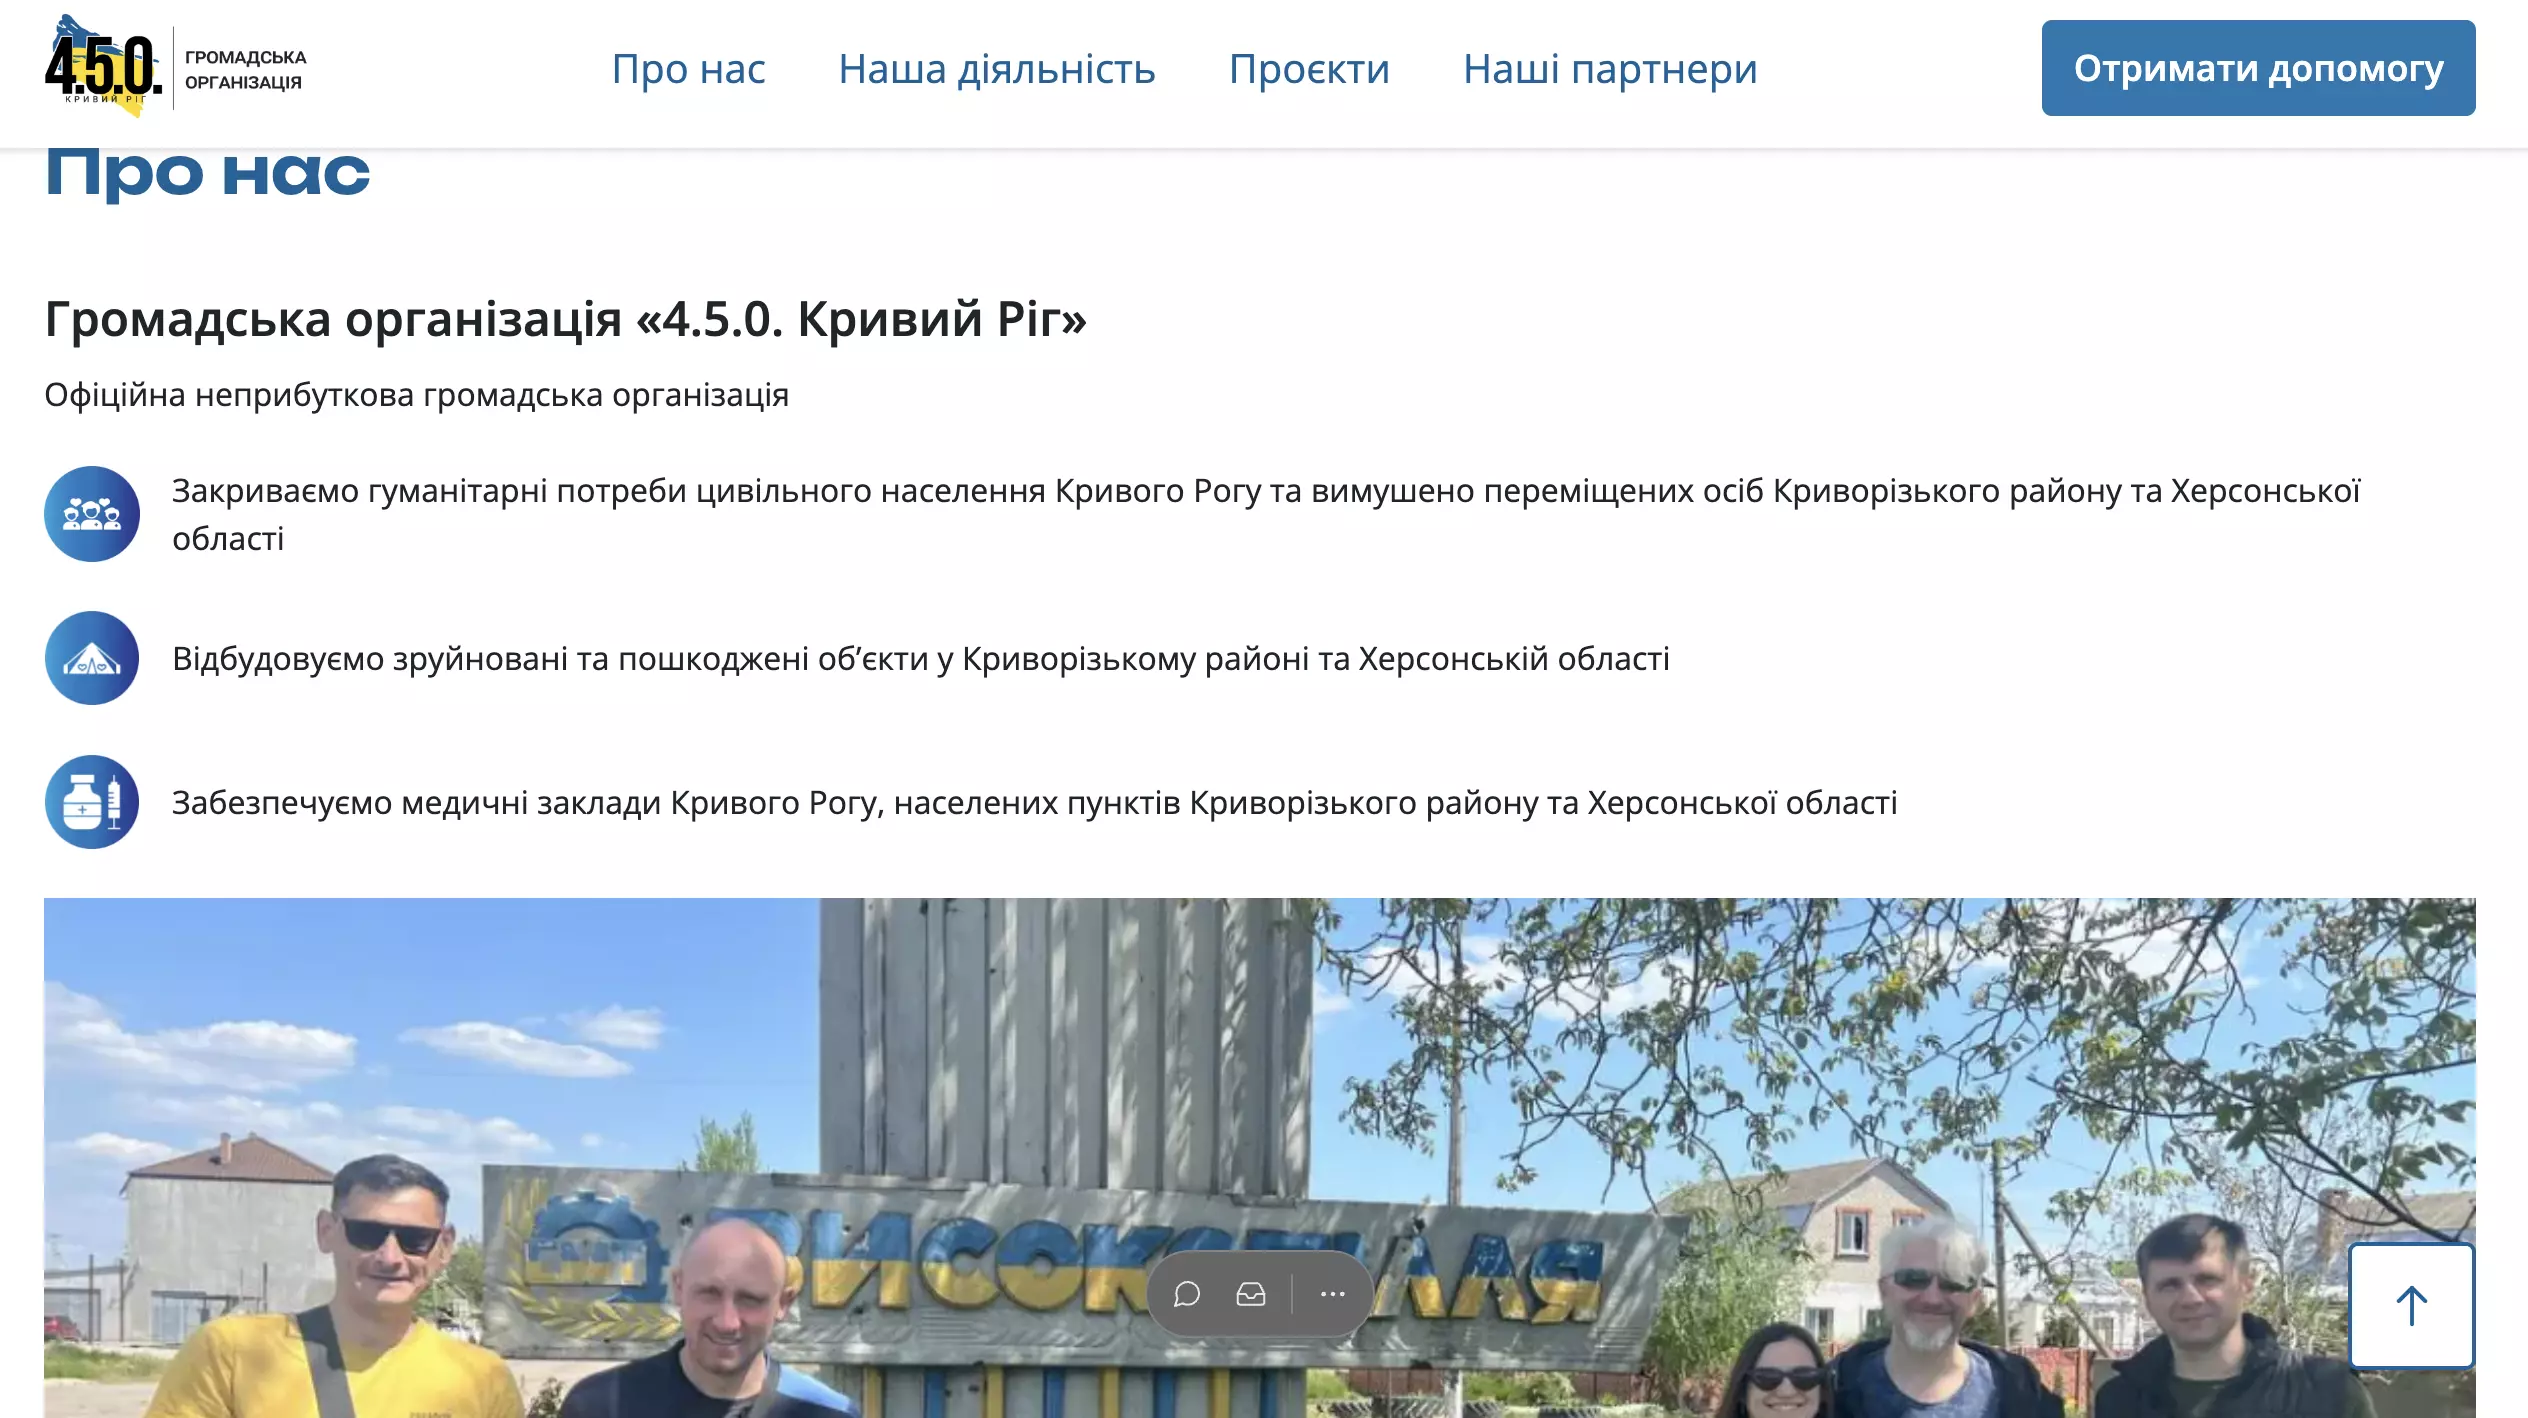 4.5.0.
КРИВИЙ РІГ
ГРОМАДСЬКА
ОРГАНІЗАЦІЯ
Про нас
Наша діяльність
Проєкти
Наші партнери
Отримати допомогу
Про нас
Громадська організація «4.5.0. Кривий Ріг»
Офіційна неприбуткова громадська організація
Закриваємо гуманітарні потреби цивільного населення Кривого Рогу та вимушено переміщених осіб Криворізького району та Херсонської
області
Відбудовуємо зруйновані та пошкоджені об’єкти у Криворізькому районі та Херсонській області
Забезпечуємо медичні заклади Кривого Рогу, населених пунктів Криворізького району та Херсонської області